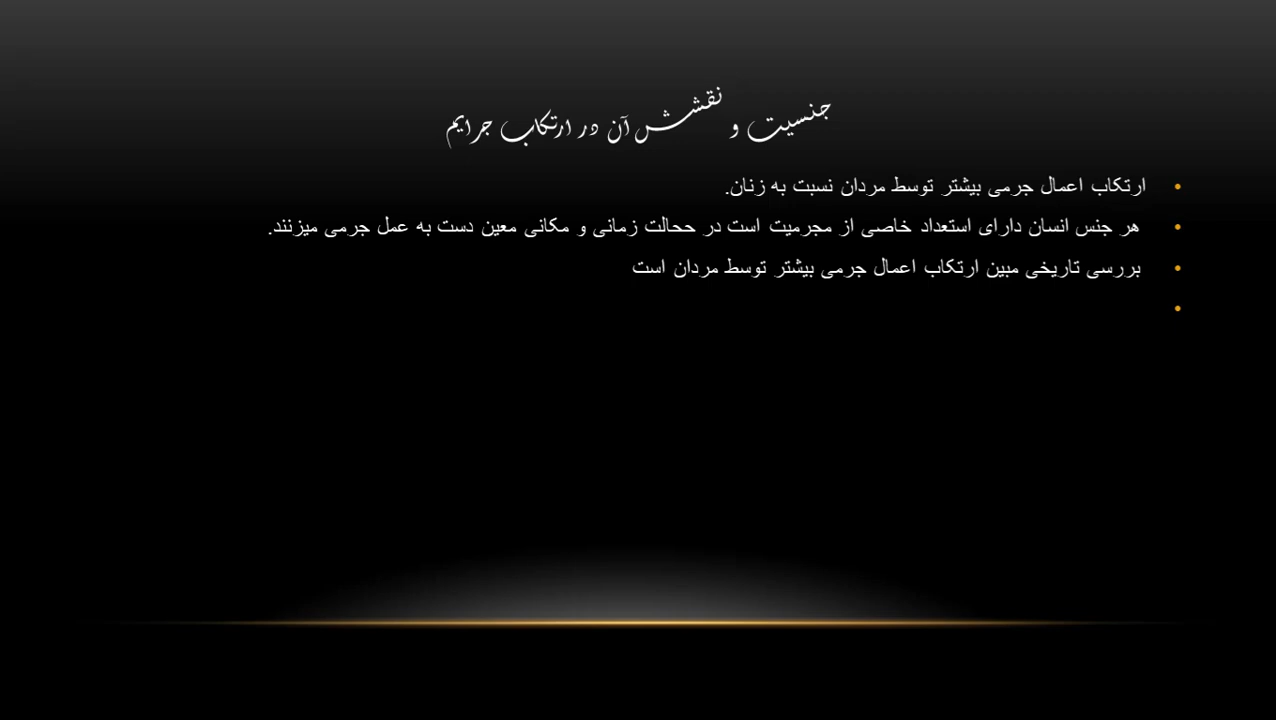 جنسیت و نقشش آن در ارتکاب جرایم
ارتکاب اعمال جرمی بیشتر توسط مردان نسبت به زنان.
هر جنس انسان دارای استعداد خاصی از مجرمیت است در ححالت زمانی و مکانی معین دست به عمل جرمی میزنند.
بررسی تاریخی مبین ارتکاب اعمال جرمی بیشتر توسط مردان است